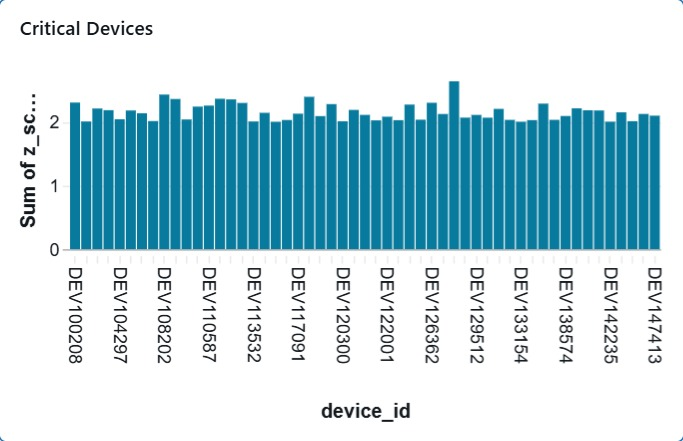 Critical Devices
Sum of z_sc...
2
1
0
DEV100208
DEV104297
DEV108202
DEV110587
DEV113532
DEV117091
DEV120300
DEV122001
DEV126362
DEV129512
DEV133154
DEV138574
DEV142235
DEV147413
device_id